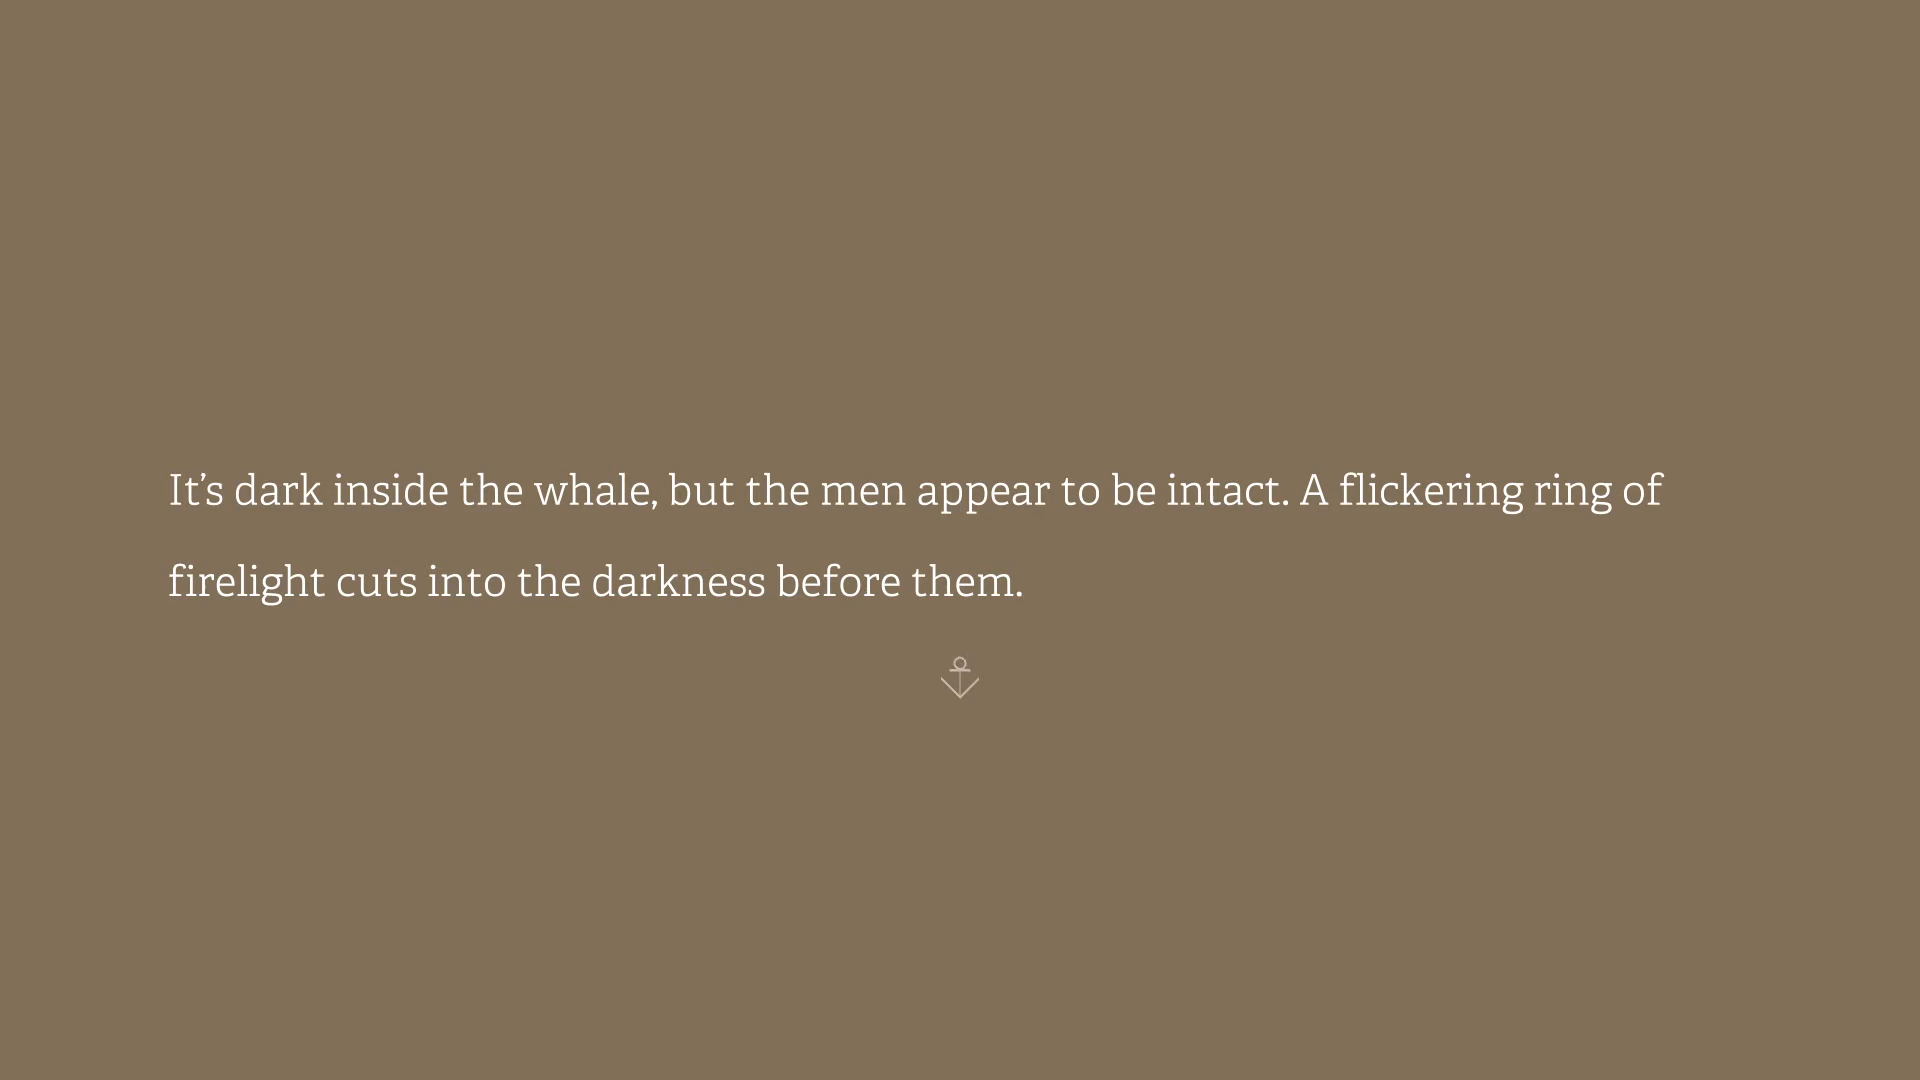 It’s dark inside the whale, but the men appear to be intact. A flickering ring of
firelight cuts into the darkness before them.